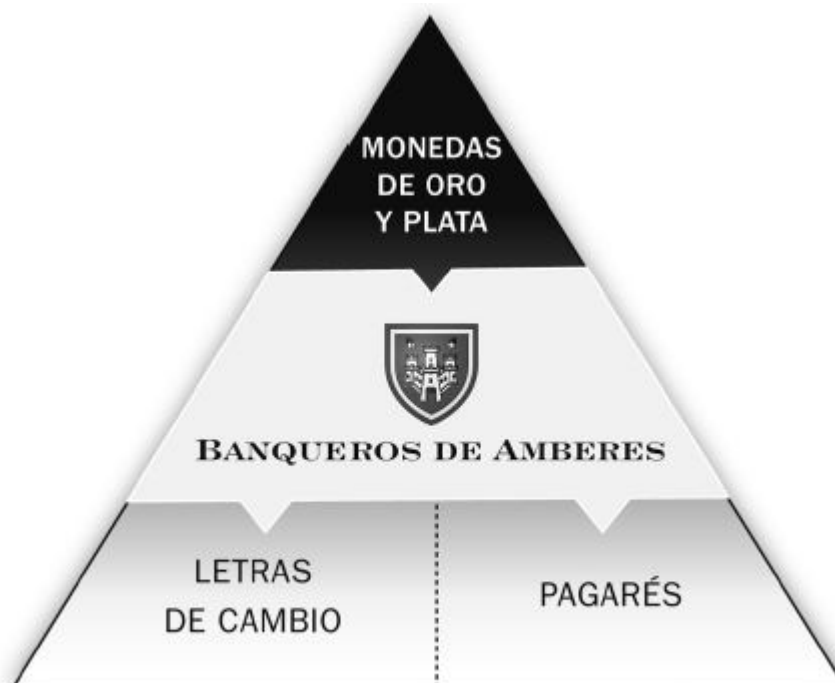 MONEDAS
DE ORO
Y PLATA
BANQUEROS DE AMBERES
LETRAS
DE CAMBIO
PAGARÉS